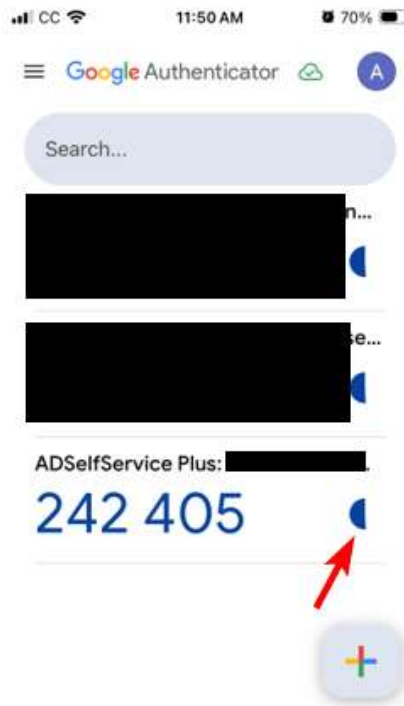 CC 11:50 AM 70%
Google Authenticator A
Search...
n...
se...
ADSelfService Plus: .
242 405